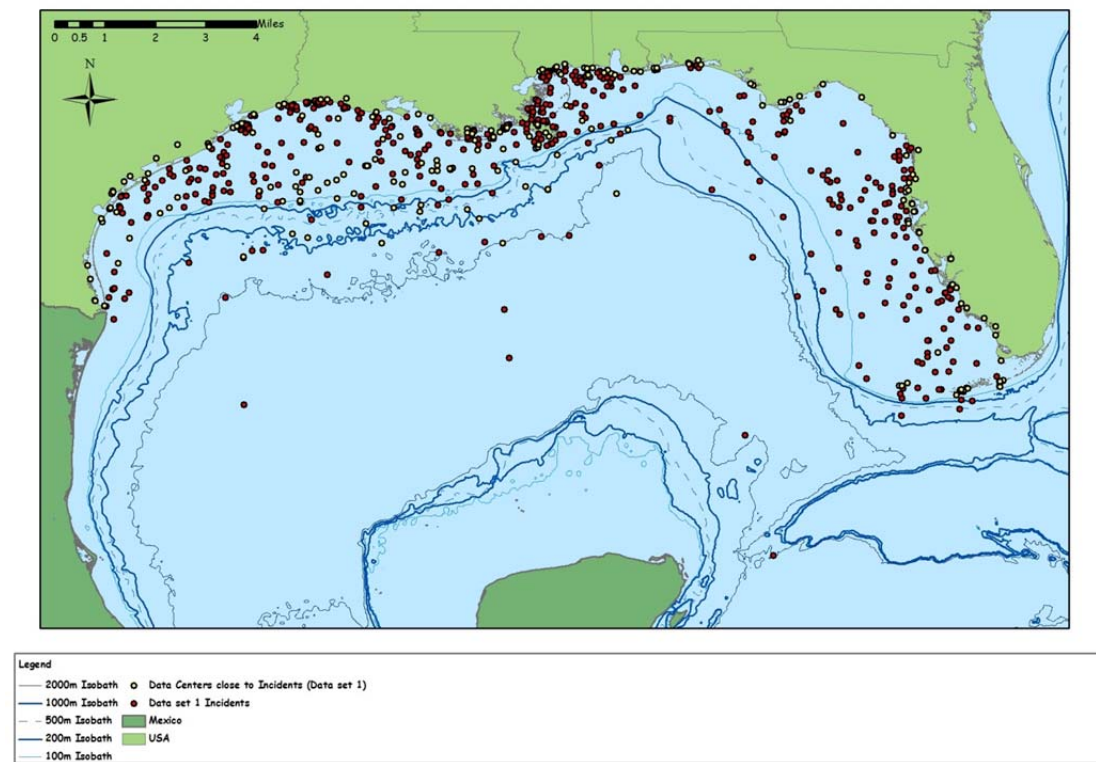 Miles
0 0.5 1 2 3 4
N
Legend
2000m Isobath Data Centers close to Incidents (Data set 1)
1000m Isobath Data set 1 Incidents
500m Isobath Mexico
200m Isobath USA
100m Isobath